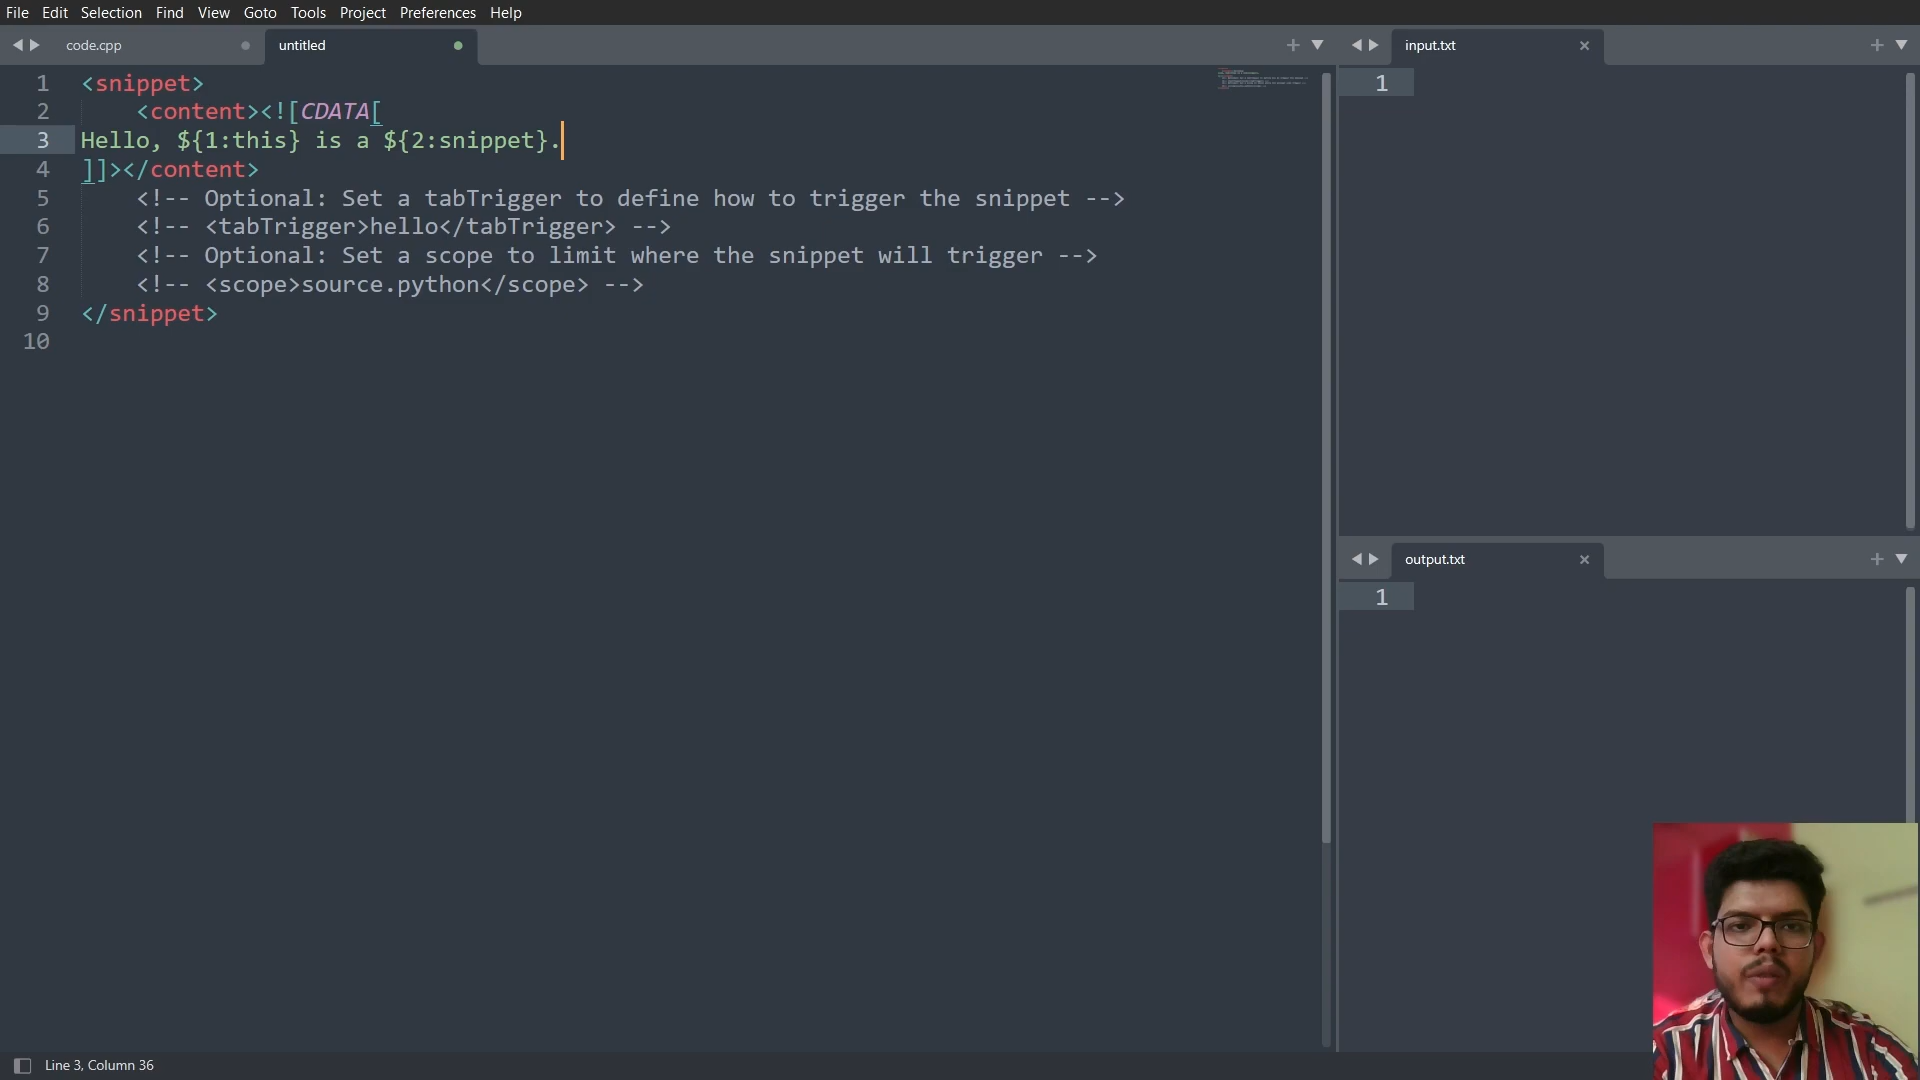 File Edit Selection Find View Goto Tools Project Preferences Help
code.cpp
untitled
1 <snippet>
2 <content><![CDATA[
3 Hello, ${1:this} is a ${2:snippet}.
4 ]]></content>
5 <!-- Optional: Set a tabTrigger to define how to trigger the snippet -->
6 <!-- <tabTrigger>hello</tabTrigger> -->
7 <!-- Optional: Set a scope to limit where the snippet will trigger -->
8 <!-- <scope>source.python</scope> -->
9 </snippet>
10
input.txt
1
output.txt
1
Line 3, Column 36